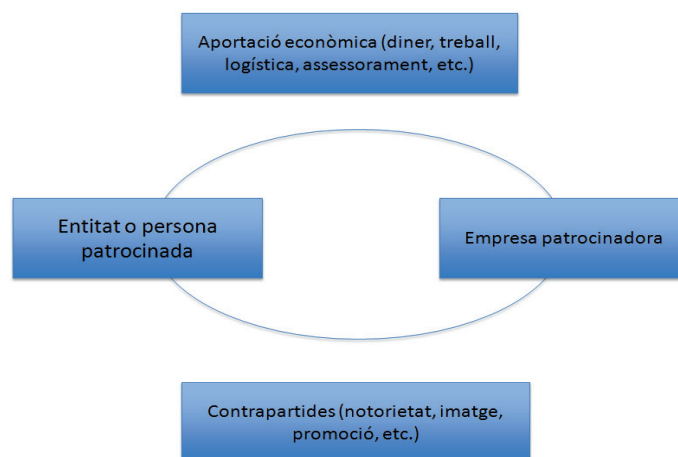 Aportació econòmica (diner, treball,
logística, assessorament, etc.)
Entitat o persona
patrocinada
Empresa patrocinadora
Contrapartides (notorietat, imatge,
promoció, etc.)